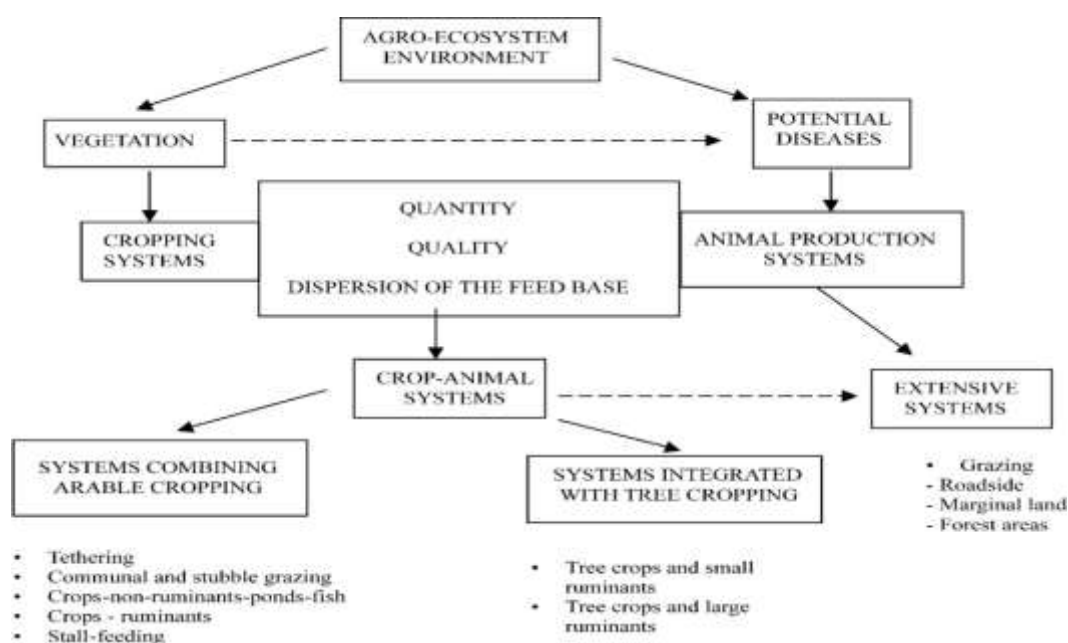 AGRO-ECOSYSTEM
ENVIRONMENT
VEGETATION
POTENTIAL
DISEASES
CROPPING
SYSTEMS
QUANTITY
QUALITY
DISPERSION OF THE FEED BASE
ANIMAL PRODUCTION
SYSTEMS
CROP-ANIMAL
SYSTEMS
EXTENSIVE
SYSTEMS
SYSTEMS COMBINING
ARABLE CROPPING
SYSTEMS INTEGRATED
WITH TREE CROPPING
• Grazing
- Roadside
- Marginal land
- Forest areas
• Tethering
• Communal and stubble grazing
• Crops-non-ruminants-ponds-fish
• Crops - ruminants
• Stall-feeding
• Tree crops and small
ruminants
• Tree crops and large
ruminants